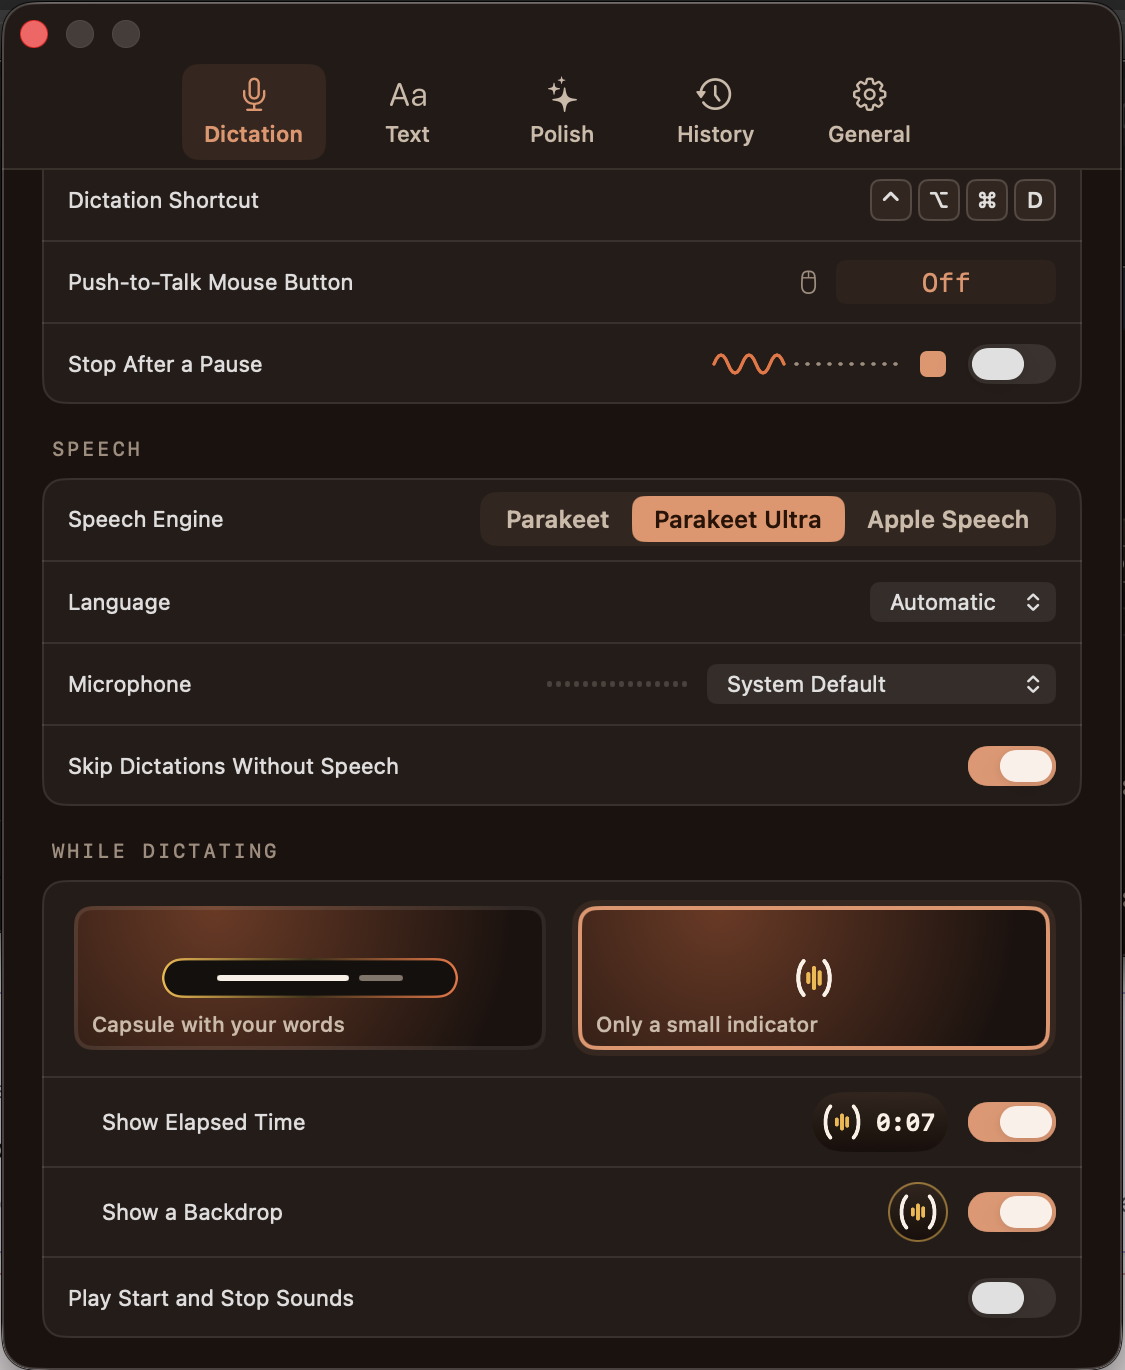 Dictation
Text
Polish
History
General
Dictation Shortcut
^ ⌥ ⌘ D
Push-to-Talk Mouse Button
Off
Stop After a Pause
SPEECH
Speech Engine
Parakeet Parakeet Ultra Apple Speech
Language
Automatic
Microphone
System Default
Skip Dictations Without Speech
WHILE DICTATING
Capsule with your words
Only a small indicator
Show Elapsed Time
0:07
Show a Backdrop
Play Start and Stop Sounds